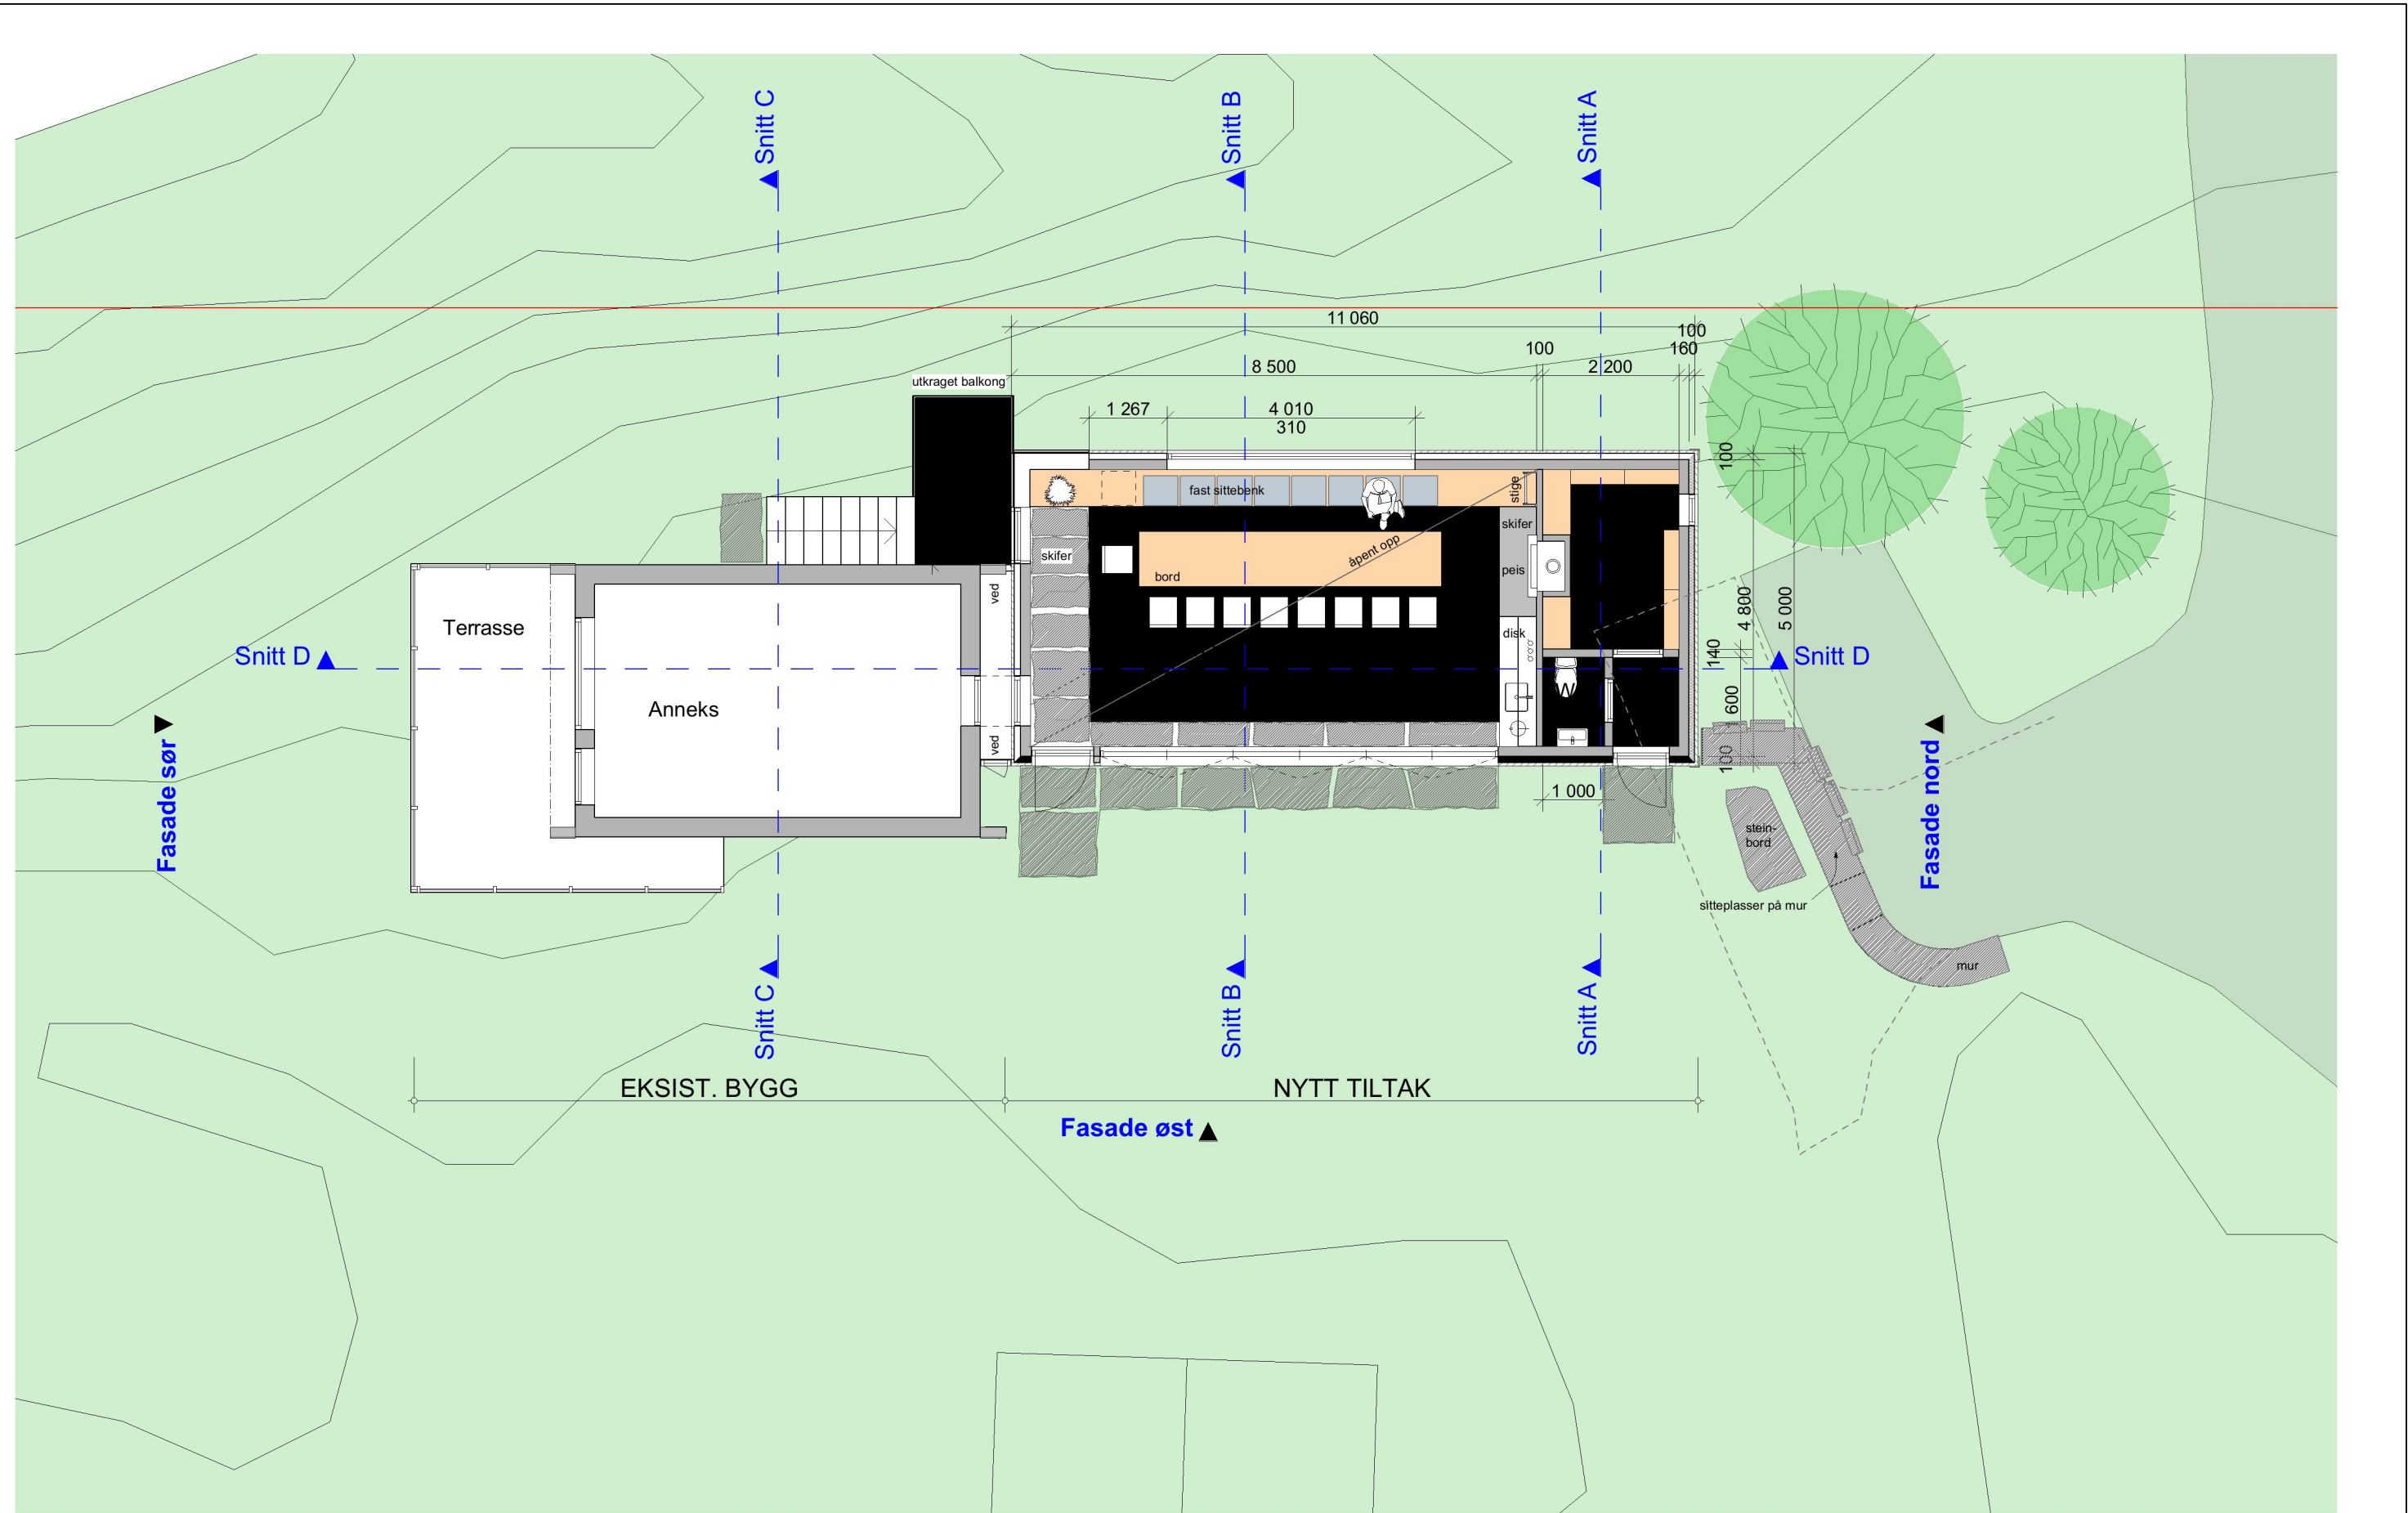 Snitt C
Snitt B
Snitt A
11 060
100
100
160
8 500
2 200
utkraget balkong
1 267
4 010
310
100
fast sittebenk
stige
skifer
skifer
åpent opp
bord
peis
ved
4 800
5 000
Terrasse
disk
140
Snitt D
Snitt D
W
600
Anneks
ved
100
Fasade sør
Fasade nord
1 000
stein-
bord
sitteplasser på mur
mur
Snitt C
Snitt B
Snitt A
EKSIST. BYGG
NYTT TILTAK
Fasade øst